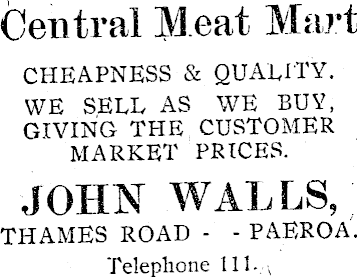 Central Meat Mart
CHEAPNESS & QUALITY.
WE SELL AS WE BUY,
GIVING THE CUSTOMER
MARKET PRICES.
JOHN WALLS,
THAMES ROAD - - PAEROA.
Telephone 111.